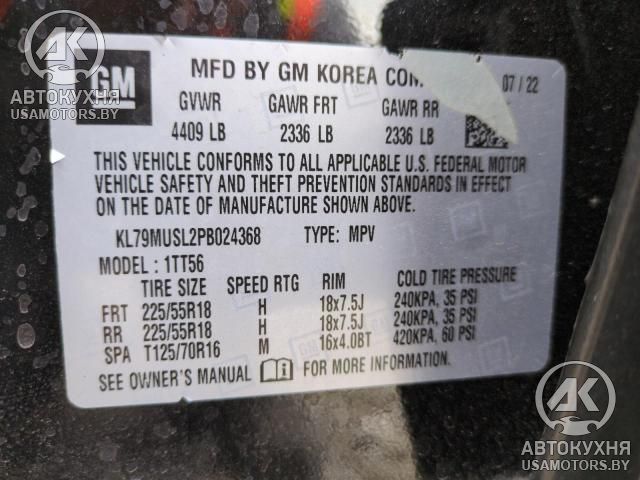 GM
MFD BY GM KOREA COM 07 / 22
GVWR GAWR FRT GAWR RR
4409 LB 2336 LB 2336 LB
THIS VEHICLE CONFORMS TO ALL APPLICABLE U.S. FEDERAL MOTOR
VEHICLE SAFETY AND THEFT PREVENTION STANDARDS IN EFFECT
ON THE DATE OF MANUFACTURE SHOWN ABOVE.
KL79MUSL2PB024368 TYPE: MPV
MODEL : 1TT56
TIRE SIZE SPEED RTG RIM COLD TIRE PRESSURE
FRT 225/55R18 H 18x7.5J 240KPA, 35 PSI
RR 225/55R18 H 18x7.5J 240KPA, 35 PSI
SPA T125/70R16 M 16x4.0BT 420KPA, 60 PSI
SEE OWNER'S MANUAL
АК
АВТОКУХНЯ
USAMOTORS.BY
АК
АВТОКУХНЯ
USAMOTORS.BY